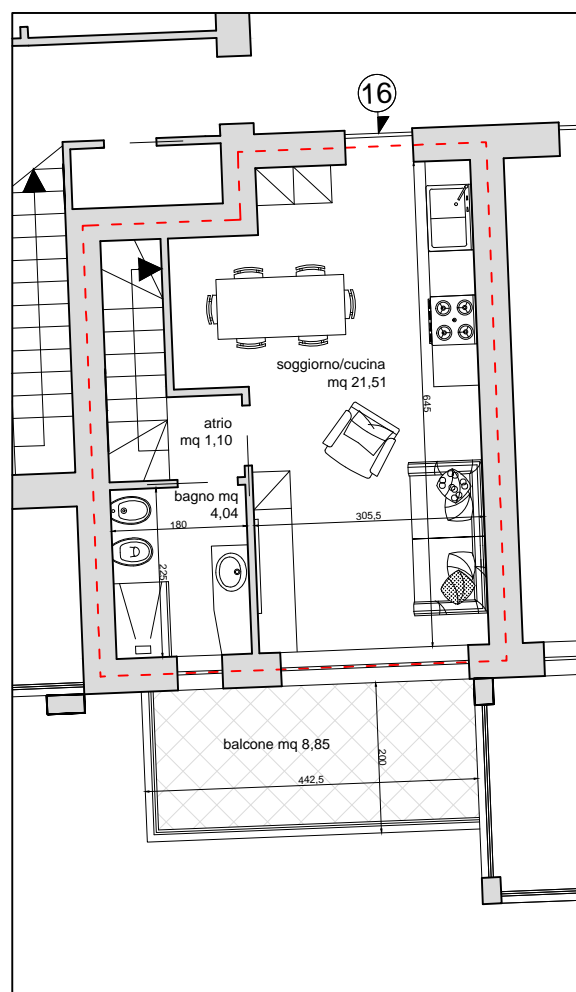 16
soggiorno/cucina
mq 21,51
645
atrio
mq 1,10
bagno mq
4,04
180
305,5
225
balcone mq 8,85
200
442,5